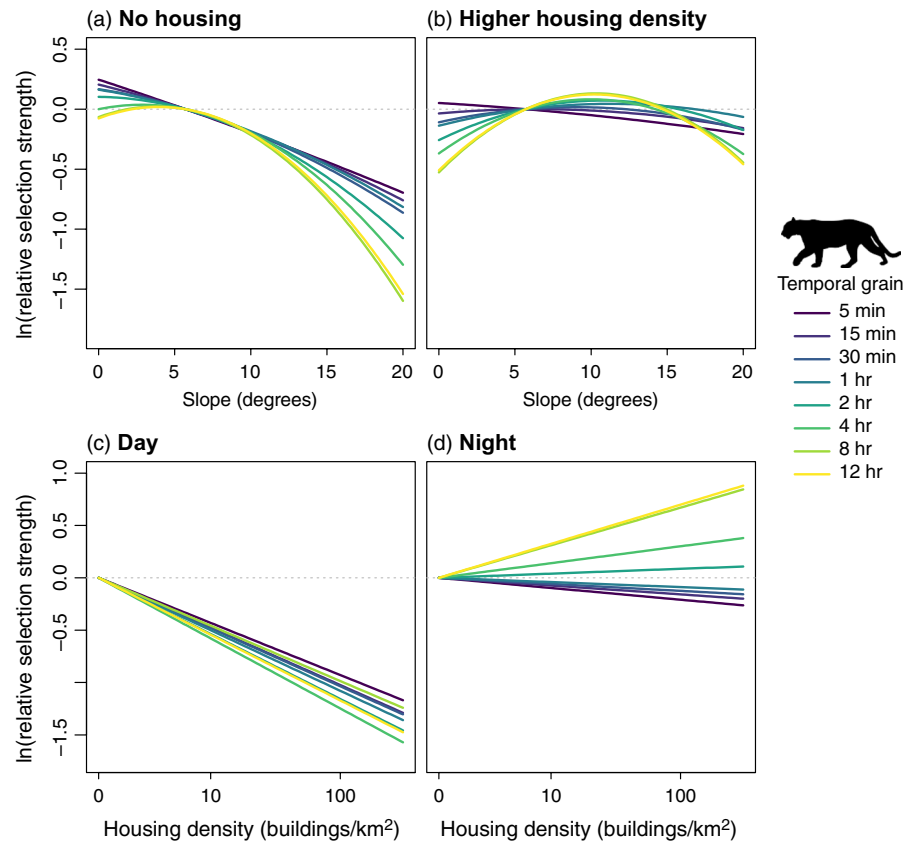 (a) No housing
(b) Higher housing density
ln(relative selection strength)
0.5
0.0
−0.5
−1.0
−1.5
0 5 10 15 20
Slope (degrees)
0 5 10 15 20
Slope (degrees)
Temporal grain
5 min
15 min
30 min
1 hr
2 hr
4 hr
8 hr
12 hr
(c) Day
(d) Night
ln(relative selection strength)
1.0
0.5
0.0
−0.5
−1.5
0 10 100
Housing density (buildings/km²)
0 10 100
Housing density (buildings/km²)